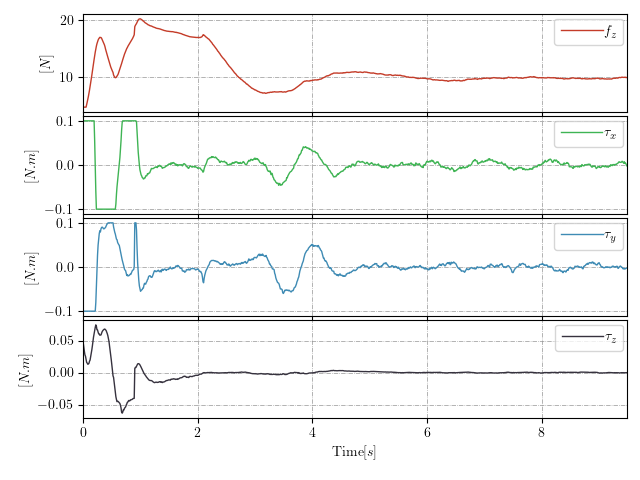 20
10
[N]
f_z
0.1
0.0
−0.1
[N.m]
τ_x
0.1
0.0
−0.1
[N.m]
τ_y
0.05
0.00
−0.05
[N.m]
τ_z
0 2 4 6 8
Time[s]